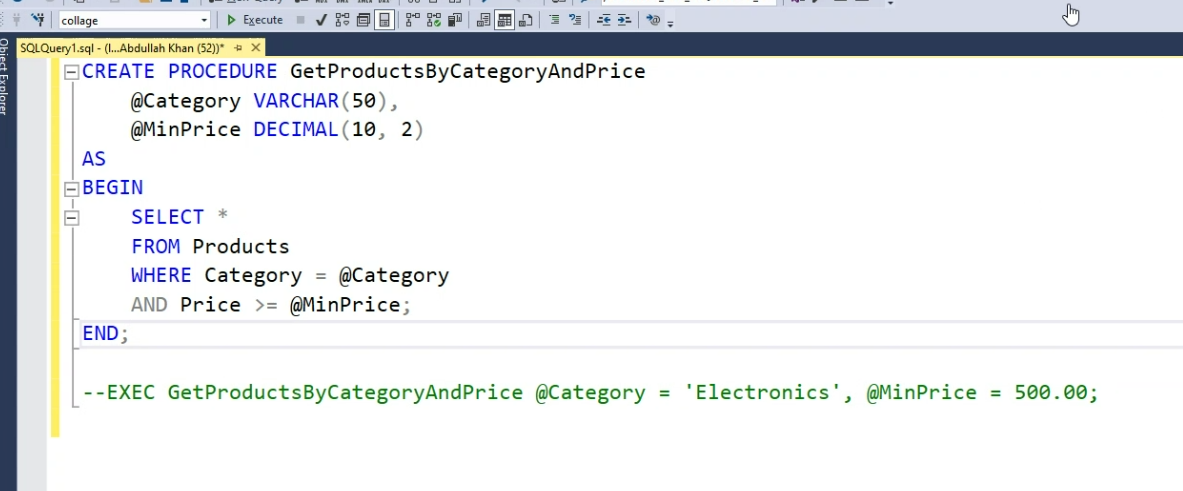 collage
Execute
SQLQuery1.sql - (l...Abdullah Khan (52))*
Object Explorer
CREATE PROCEDURE GetProductsByCategoryAndPrice
@Category VARCHAR(50),
@MinPrice DECIMAL(10, 2)
AS
BEGIN
SELECT *
FROM Products
WHERE Category = @Category
AND Price >= @MinPrice;
END;
--EXEC GetProductsByCategoryAndPrice @Category = 'Electronics', @MinPrice = 500.00;